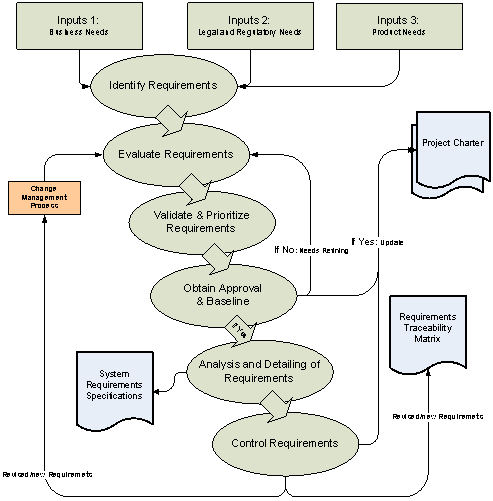 Inputs 1:
Business Needs
Inputs 2:
Legal and Regulatory Needs
Inputs 3:
Product Needs
Identify Requirements
Evaluate Requirements
Project Charter
Change
Management
Process
Validate & Prioritize
Requirements
If No: Needs Refining
If Yes: Update
Obtain Approval
& Baseline
If Yes
Requirements
Traceability
Matrix
Analysis and Detailing of
Requirements
System
Requirements
Specifications
Control Requirements
Revised/new Requirements
Revised/new Requirements